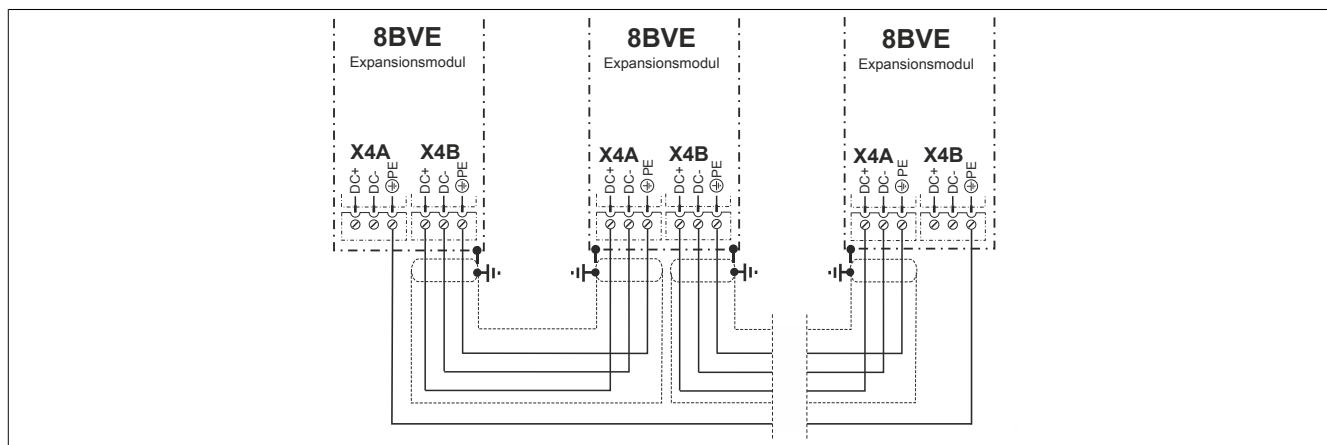 8BVE
Expansionsmodul
X4A X4B
DC+ DC- PE DC+ DC- PE
8BVE
Expansionsmodul
X4A X4B
DC+ DC- PE DC+ DC- PE
8BVE
Expansionsmodul
X4A X4B
DC+ DC- PE DC+ DC- PE